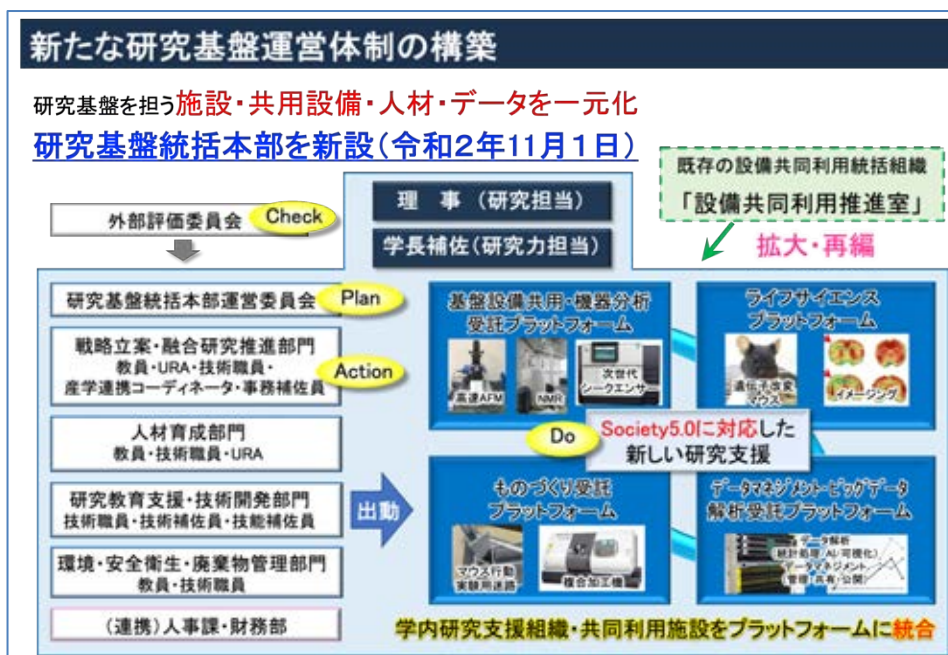 新たな研究基盤運営体制の構築
研究基盤を担う施設・共用設備・人材・データを一元化
研究基盤統括本部を新設(令和2年11月1日)
既存の設備共同利用統括組織
「設備共同利用推進室」
拡大・再編
理 事 (研究担当)
学長補佐(研究力担当)
外部評価委員会
Check
研究基盤統括本部運営委員会
Plan
戦略立案・融合研究推進部門
教員・URA・技術職員・
産学連携コーディネータ・事務補佐員
Action
人材育成部門
教員・技術職員・URA
研究教育支援・技術開発部門
技術職員・技術補佐員・技能補佐員
環境・安全衛生・廃棄物管理部門
教員・技術職員
(連携)人事課・財務部
出動
基盤設備共用・機器分析
受託プラットフォーム
高速AFM
NMR
次世代
シークエンサ
ライフサイエンス
プラットフォーム
遺伝子改変
マウス
イメージング
Do
Society5.0に対応した
新しい研究支援
ものづくり受託
プラットフォーム
マウス行動
実験用迷路
複合加工機
データマネジメント・ビッグデータ
解析受託プラットフォーム
データ解析
(統計処理/AI/可視化)
データマネジメント
(管理・共有・公開)
学内研究支援組織・共同利用施設をプラットフォームに統合